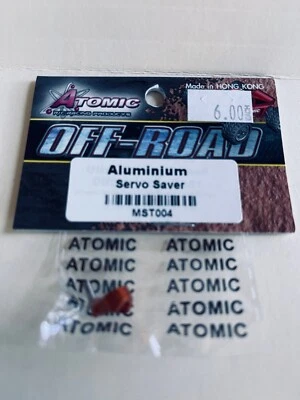 Made in HONG KONG
ATOMIC
6.00
OFF-ROAD
Aluminium
Servo Saver
MST004
ATOMIC ATOMIC
ATOMIC ATOMIC
ATOMIC ATOMIC
ATOMIC
ATOMIC